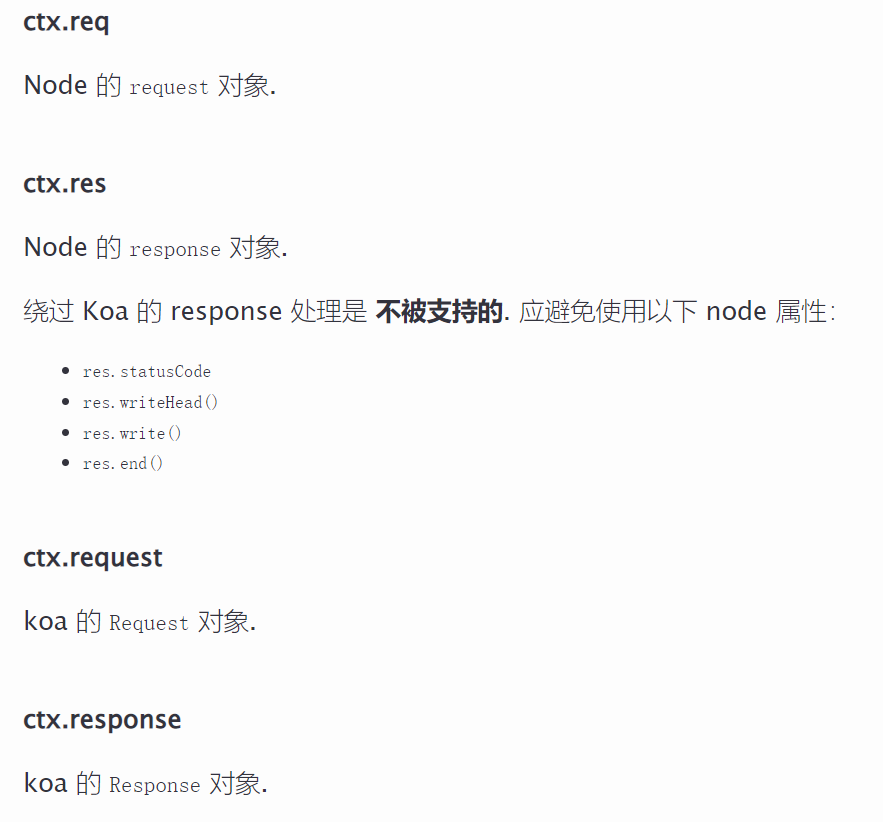 ctx.req
Node 的 request 对象.
ctx.res
Node 的 response 对象.
绕过 Koa 的 response 处理是 不被支持的. 应避免使用以下 node 属性：
res.statusCode
res.writeHead()
res.write()
res.end()
ctx.request
koa 的 Request 对象.
ctx.response
koa 的 Response 对象.